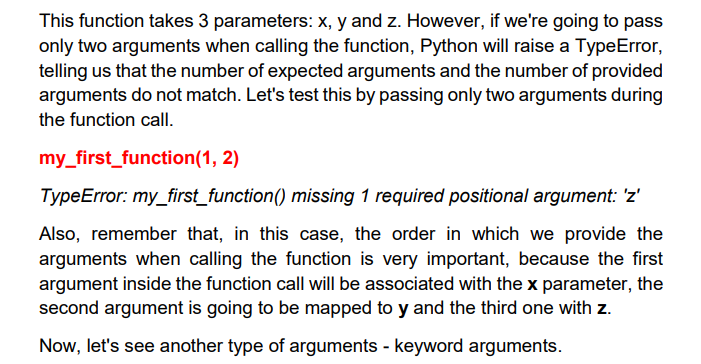 This function takes 3 parameters: x, y and z. However, if we're going to pass
only two arguments when calling the function, Python will raise a TypeError,
telling us that the number of expected arguments and the number of provided
arguments do not match. Let's test this by passing only two arguments during
the function call.
my_first_function(1, 2)
TypeError: my_first_function() missing 1 required positional argument: 'z'
Also, remember that, in this case, the order in which we provide the
arguments when calling the function is very important, because the first
argument inside the function call will be associated with the x parameter, the
second argument is going to be mapped to y and the third one with z.
Now, let's see another type of arguments - keyword arguments.